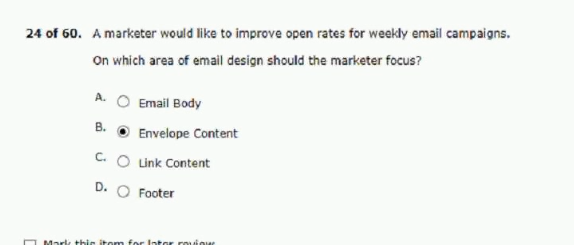 24 of 60. A marketer would like to improve open rates for weekly email campaigns.
On which area of email design should the marketer focus?
A. Email Body
B. Envelope Content
C. Link Content
D. Footer
Mark this item for later review